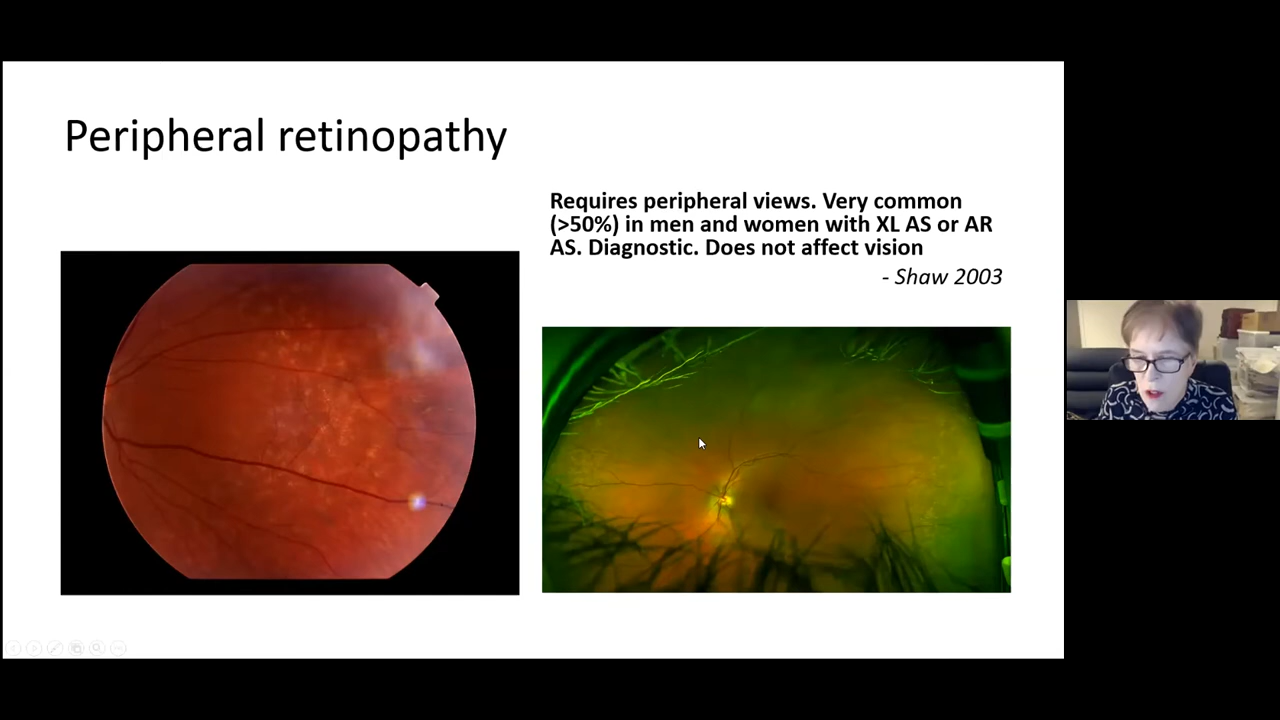 Peripheral retinopathy
Requires peripheral views. Very common
(>50%) in men and women with XL AS or AR
AS. Diagnostic. Does not affect vision
- Shaw 2003